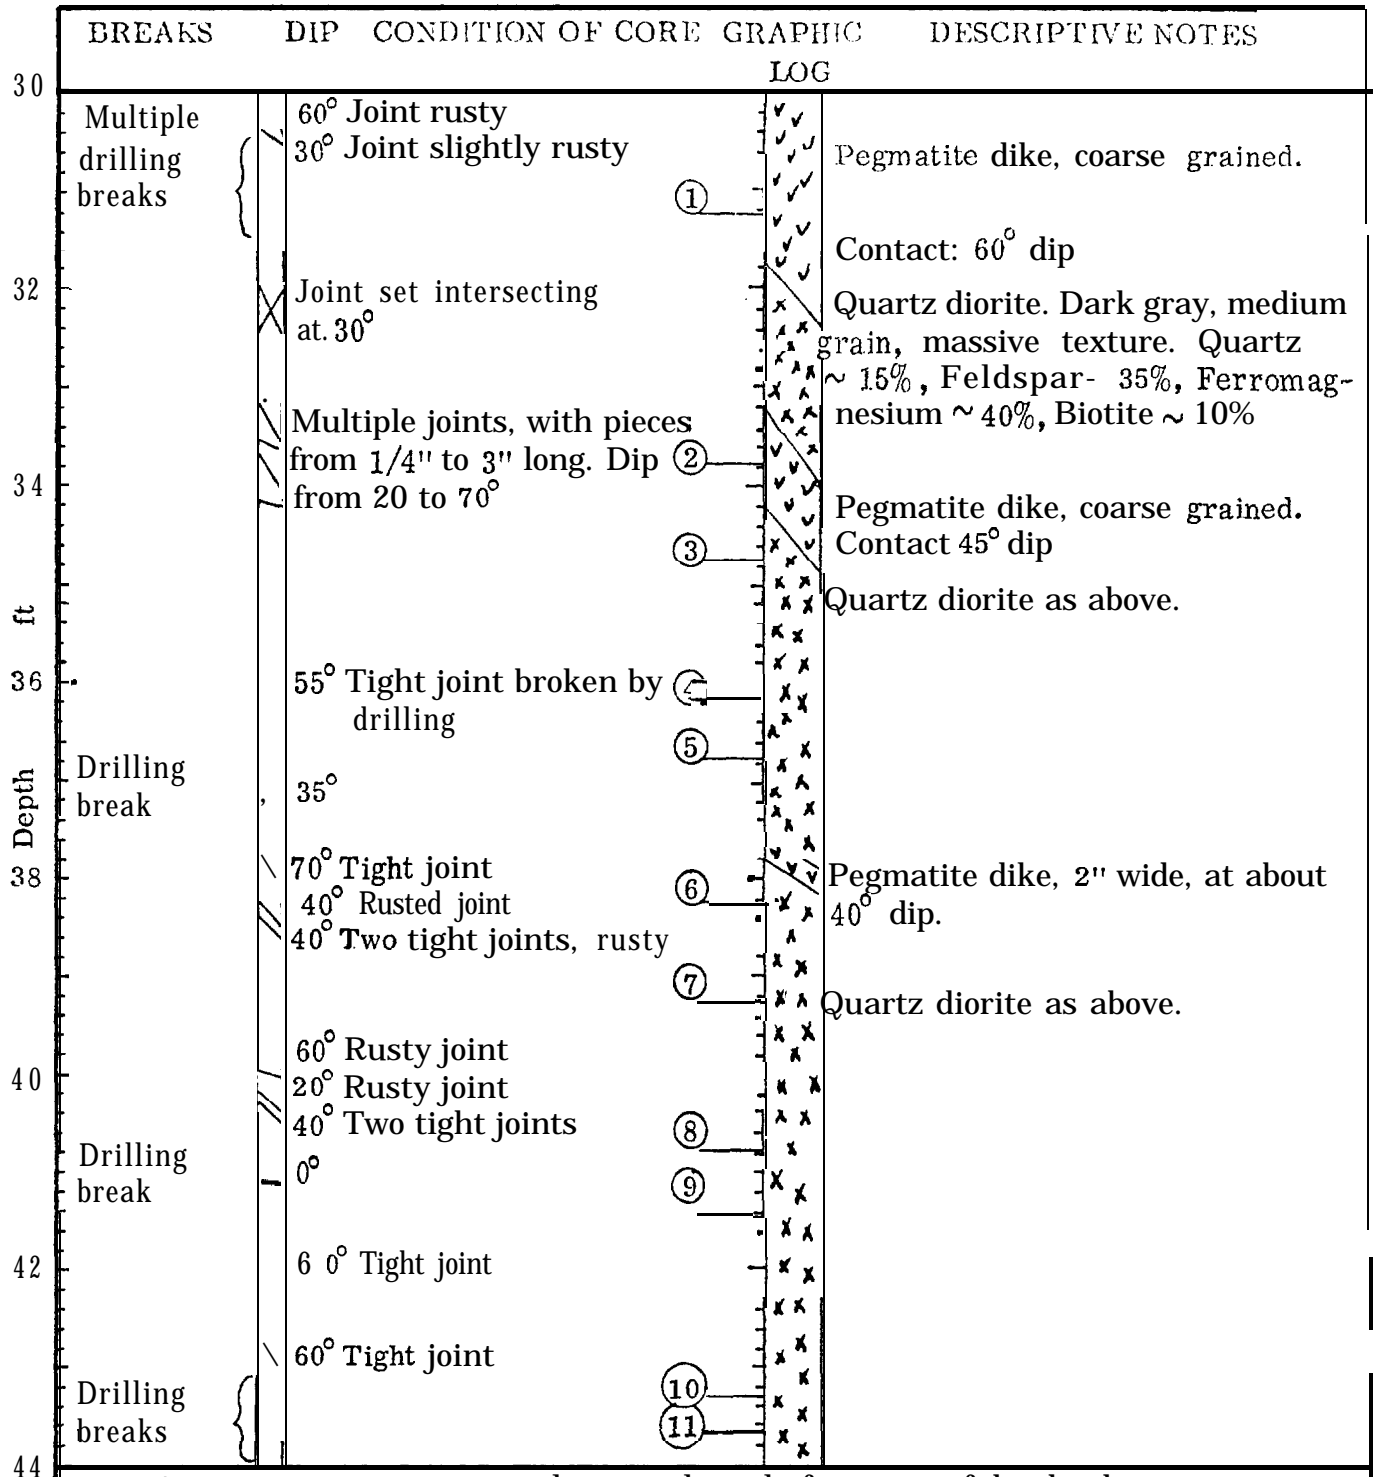 BREAKS DIP CONDITION OF CORE GRAPHIC LOG DESCRIPTIVE NOTES
30
Multiple
drilling
breaks
60° Joint rusty
30° Joint slightly rusty
1
Pegmatite dike, coarse grained.
Contact: 60° dip
32
Joint set intersecting
at. 30°
Quartz diorite. Dark gray, medium
grain, massive texture. Quartz
~ 15%, Feldspar- 35%, Ferromag-
nesium ~ 40%, Biotite ~ 10%
Multiple joints, with pieces
from 1/4" to 3" long. Dip
from 20 to 70°
2
34
Pegmatite dike, coarse grained.
Contact 45° dip
3
Quartz diorite as above.
Depth ft
36
55° Tight joint broken by
drilling
4
5
Drilling
break
35°
38
70° Tight joint
40° Rusted joint
40° Two tight joints, rusty
6
Pegmatite dike, 2" wide, at about
40° dip.
7
Quartz diorite as above.
60° Rusty joint
40
20° Rusty joint
40° Two tight joints
8
Drilling
break
0°
9
42
6 0° Tight joint
60° Tight joint
Drilling
breaks
10
11
44